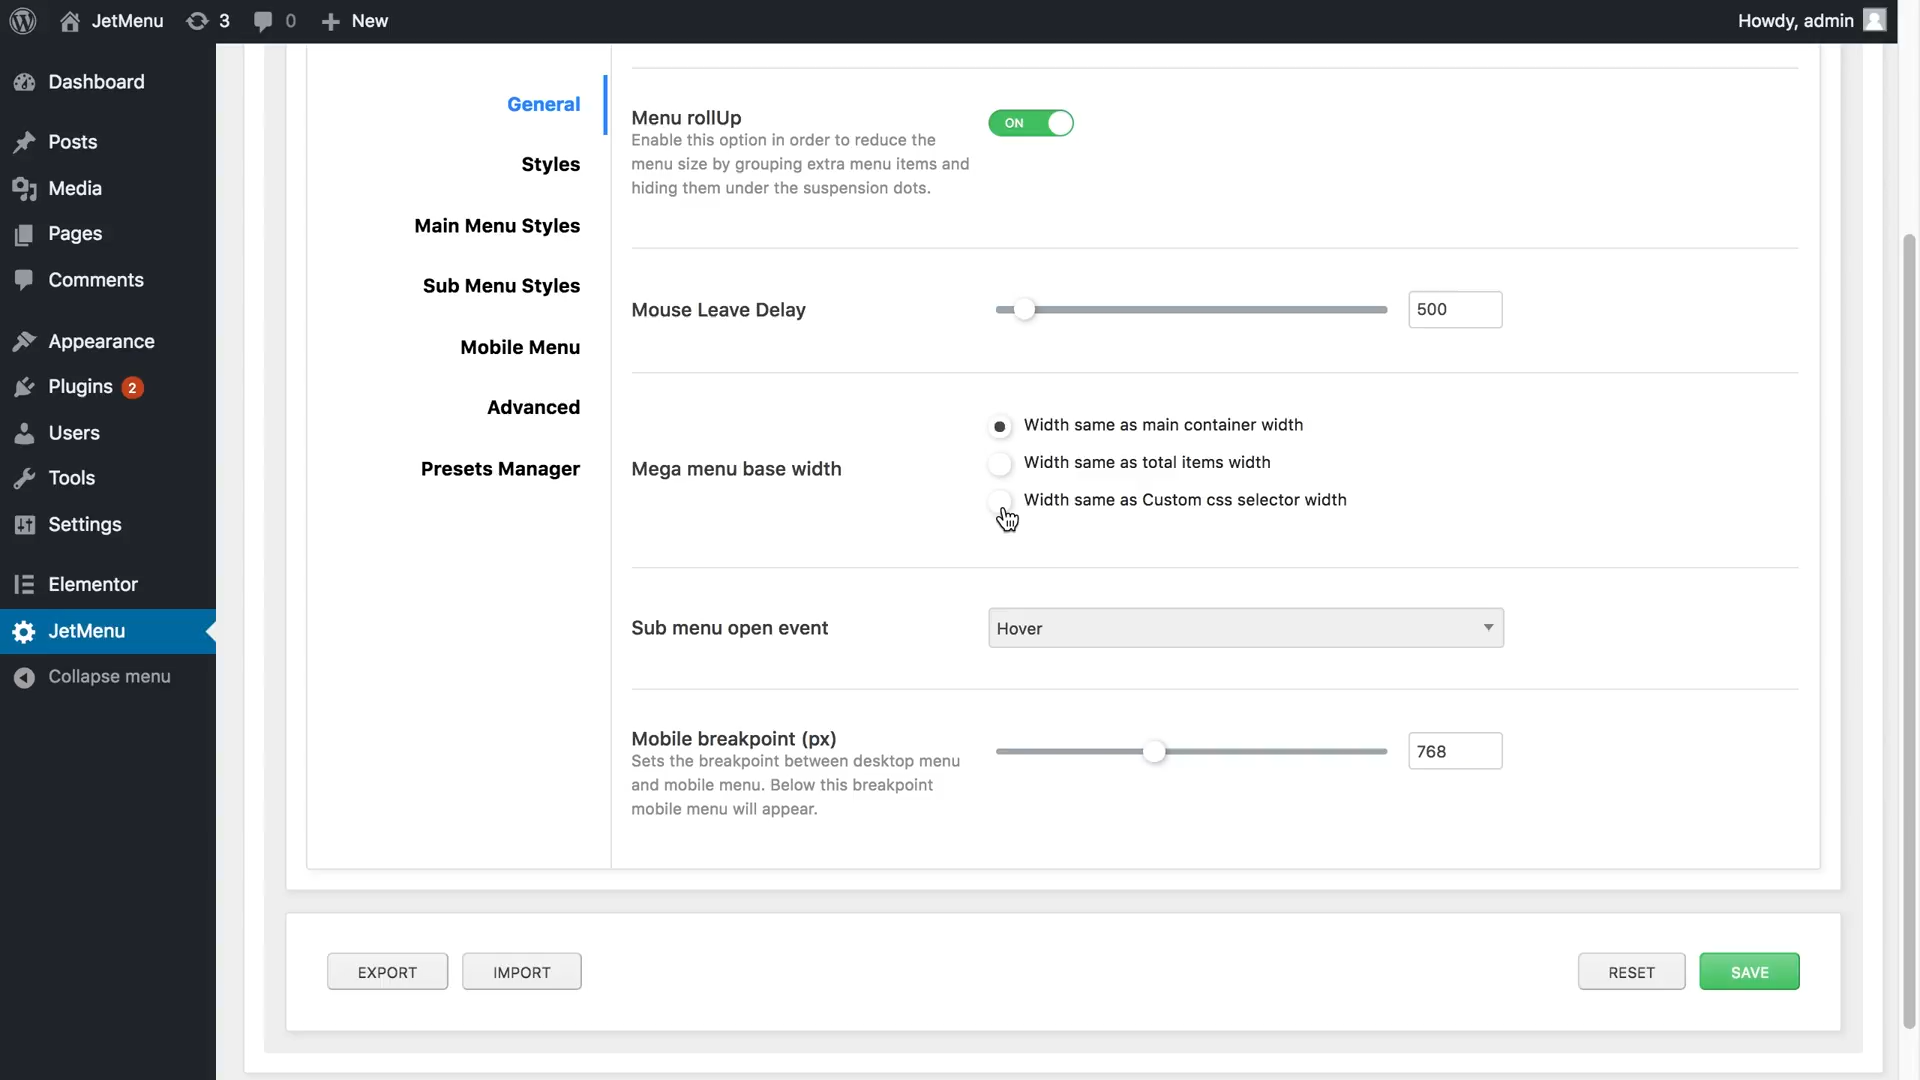 JetMenu
3
0
New
Howdy, admin
Dashboard
Posts
Media
Pages
Comments
Appearance
Plugins 2
Users
Tools
Settings
Elementor
JetMenu
Collapse menu
General
Styles
Main Menu Styles
Sub Menu Styles
Mobile Menu
Advanced
Presets Manager
Menu rollUp
ON
Enable this option in order to reduce the
menu size by grouping extra menu items and
hiding them under the suspension dots.
Mouse Leave Delay
500
Mega menu base width
Width same as main container width
Width same as total items width
Width same as Custom css selector width
Sub menu open event
Hover
Mobile breakpoint (px)
768
Sets the breakpoint between desktop menu
and mobile menu. Below this breakpoint
mobile menu will appear.
EXPORT
IMPORT
RESET
SAVE